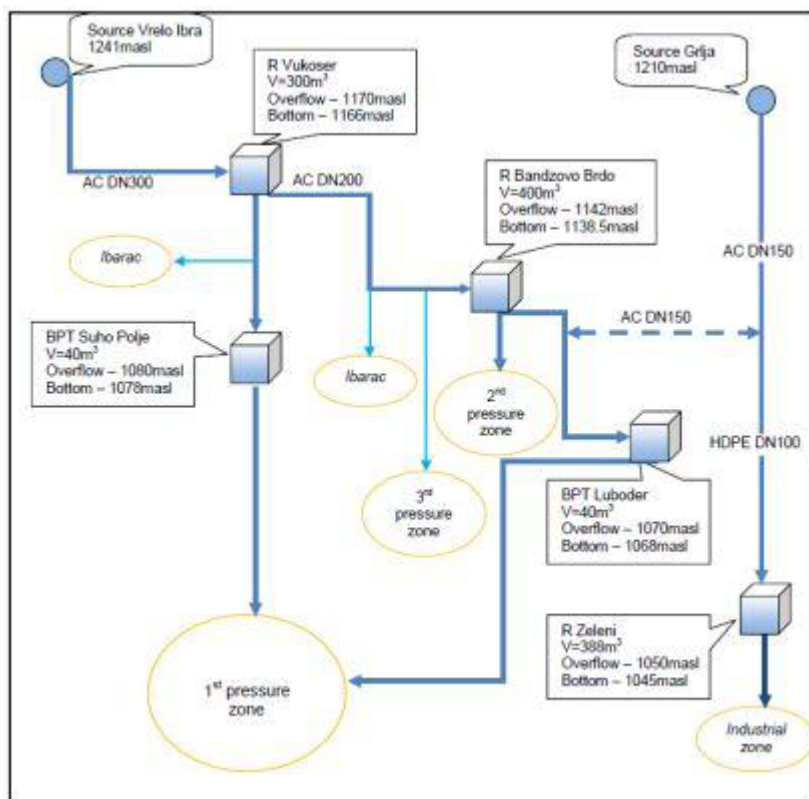 Source Vrelo Ibra
1241masl
R Vukoser
V=300m³
Overflow – 1170masl
Bottom – 1166masl
Source Grlja
1210masl
AC DN300
AC DN200
R Bandzovo Brdo
V=400m³
Overflow – 1142masl
Bottom – 1138.5masl
AC DN150
Ibarac
AC DN150
BPT Suho Polje
V=40m³
Overflow – 1080masl
Bottom – 1078masl
Ibarac
2nd
pressure
zone
HDPE DN100
3rd
pressure
zone
BPT Luboder
V=40m³
Overflow – 1070masl
Bottom – 1068masl
R Zeleni
V=388m³
Overflow – 1050masl
Bottom – 1045masl
1st pressure
zone
Industrial
zone